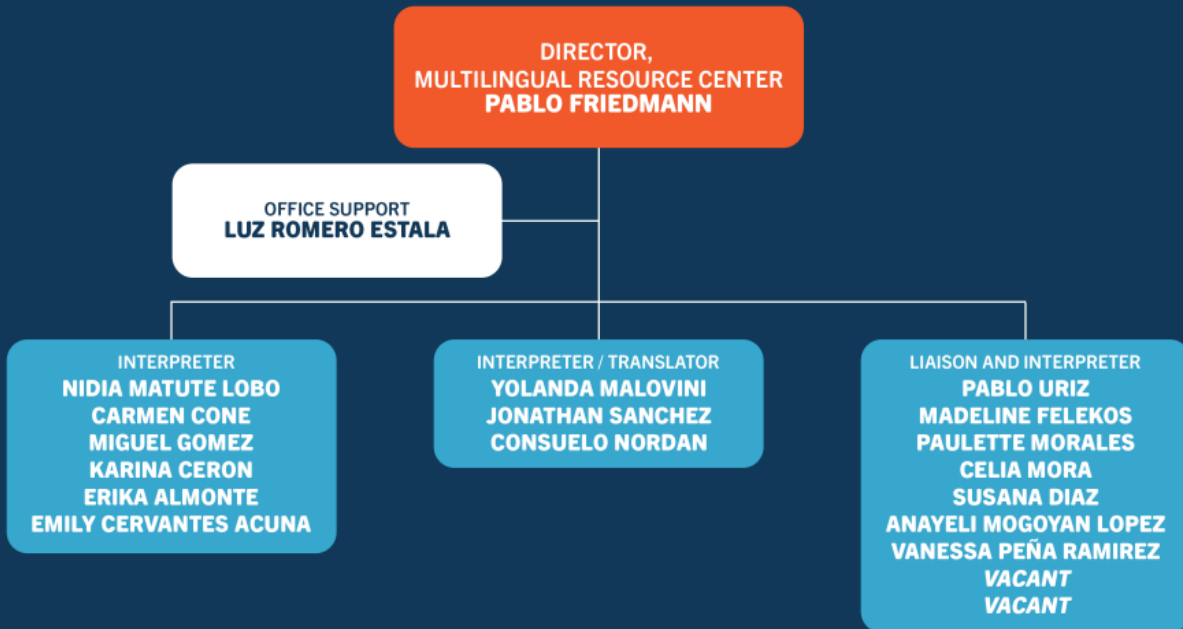 DIRECTOR,
MULTILINGUAL RESOURCE CENTER
PABLO FRIEDMANN
OFFICE SUPPORT
LUZ ROMERO ESTALA
INTERPRETER
NIDIA MATUTE LOBO
CARMEN CONE
MIGUEL GOMEZ
KARINA CERON
ERIKA ALMONTE
EMILY CERVANTES ACUNA
INTERPRETER / TRANSLATOR
YOLANDA MALOVINI
JONATHAN SANCHEZ
CONSUELO NORDAN
LIAISON AND INTERPRETER
PABLO URIZ
MADELINE FELEKOS
PAULETTE MORALES
CELIA MORA
SUSANA DIAZ
ANAYELI MOGOYAN LOPEZ
VANESSA PEÑA RAMIREZ
VACANT
VACANT